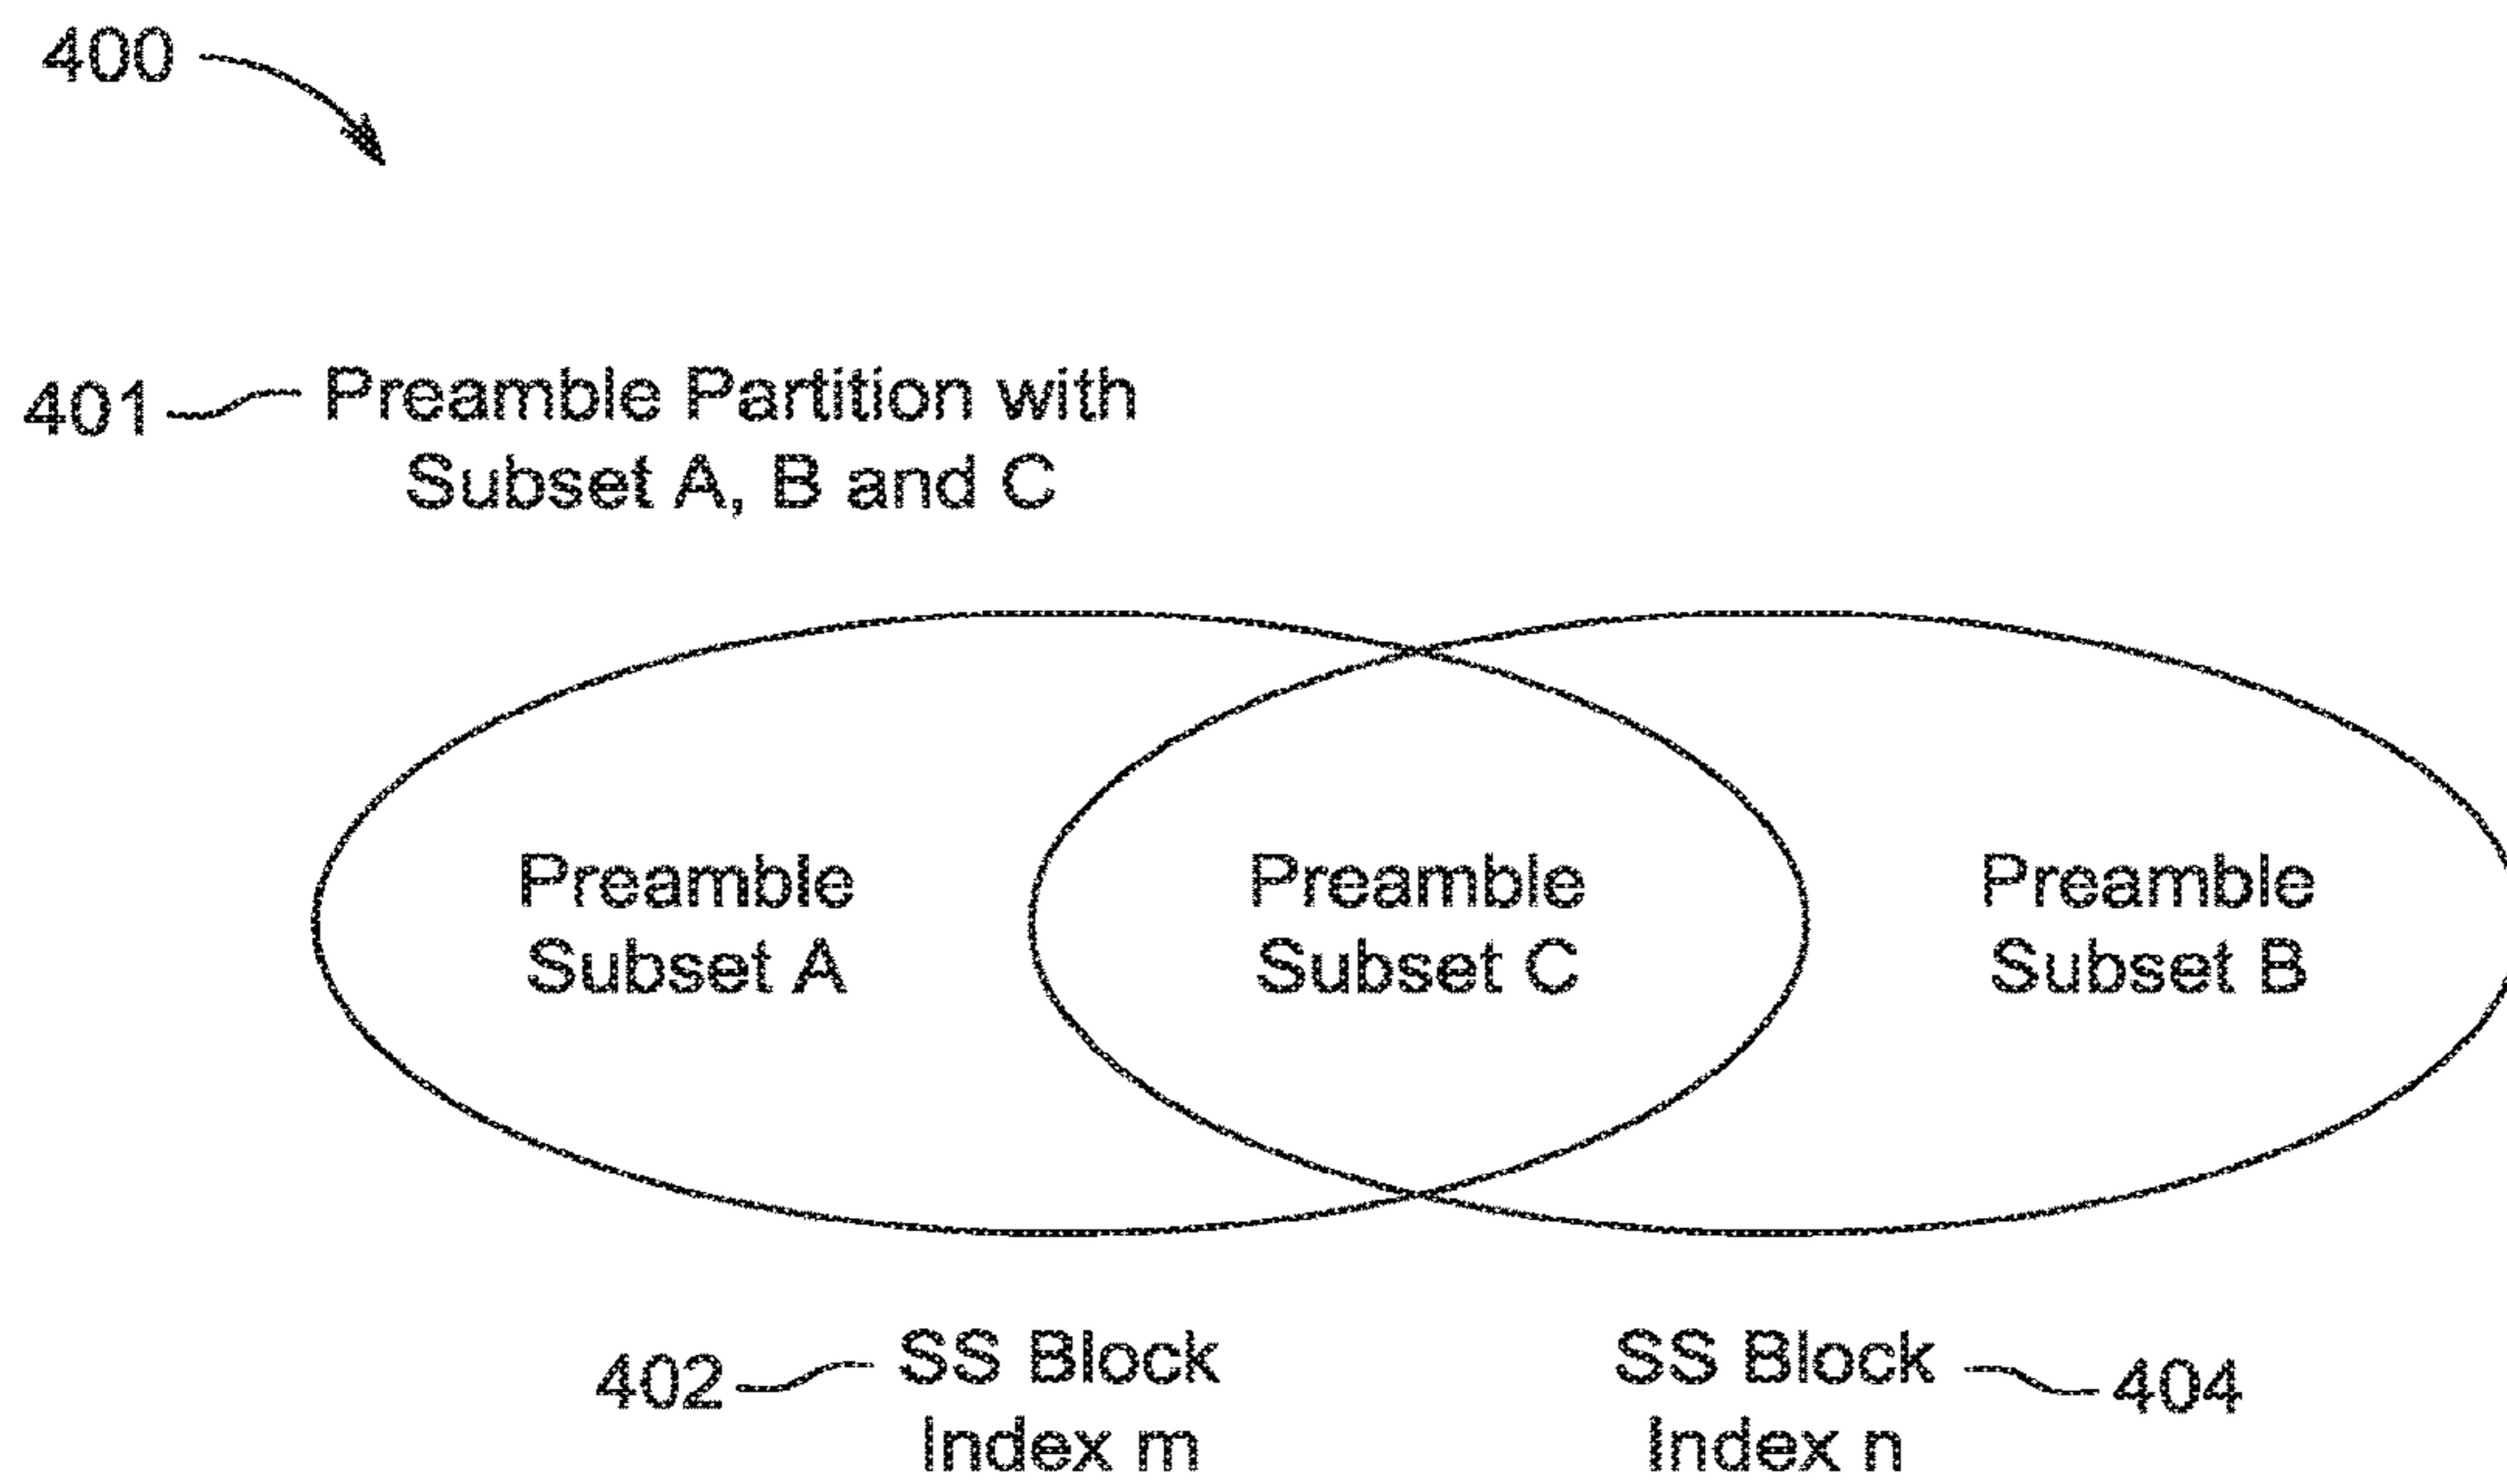 400
401
Preamble Partition with
Subset A, B and C
Preamble
Subset A
Preamble
Subset C
Preamble
Subset B
402
SS Block
Index m
SS Block
Index n
404